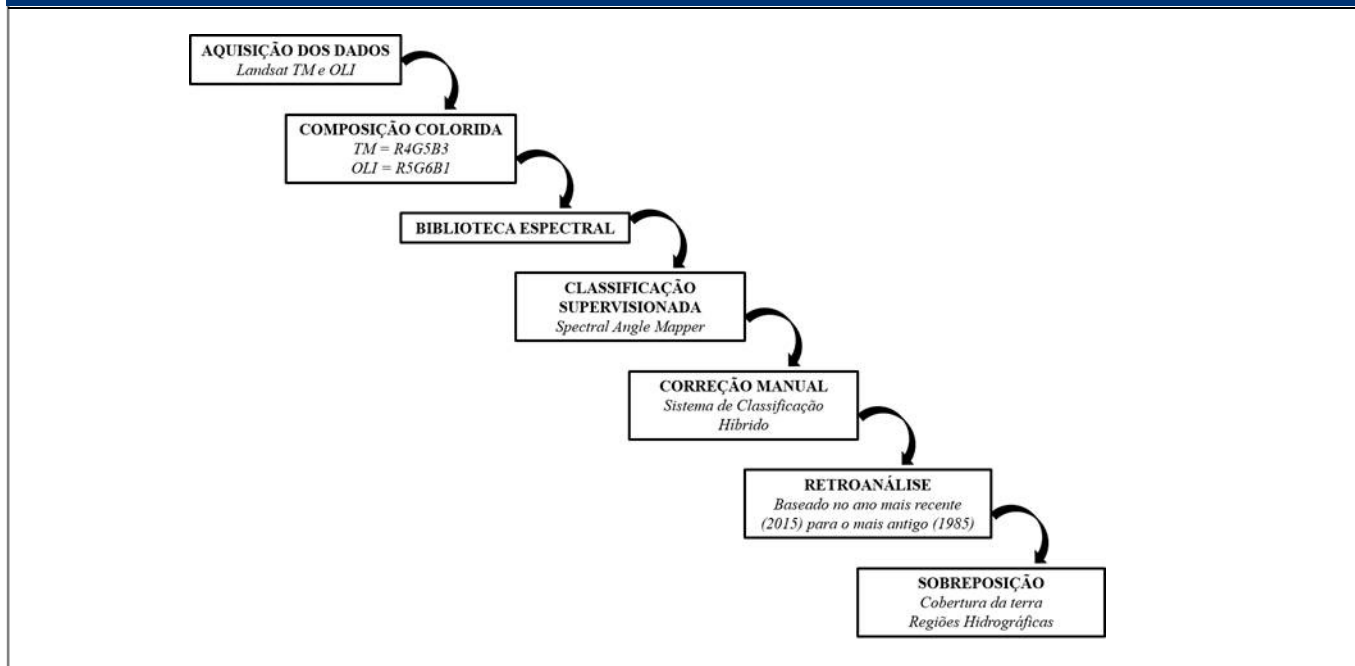 AQUISIÇÃO DOS DADOS
Landsat TM e OLI
COMPOSIÇÃO COLORIDA
TM = R4G5B3
OLI = R5G6B1
BIBLIOTECA ESPECTRAL
CLASSIFICAÇÃO
SUPERVISIONADA
Spectral Angle Mapper
CORREÇÃO MANUAL
Sistema de Classificação
Híbrido
RETROANÁLISE
Baseado no ano mais recente
(2015) para o mais antigo (1985)
SOBREPOSIÇÃO
Cobertura da terra
Regiões Hidrográficas